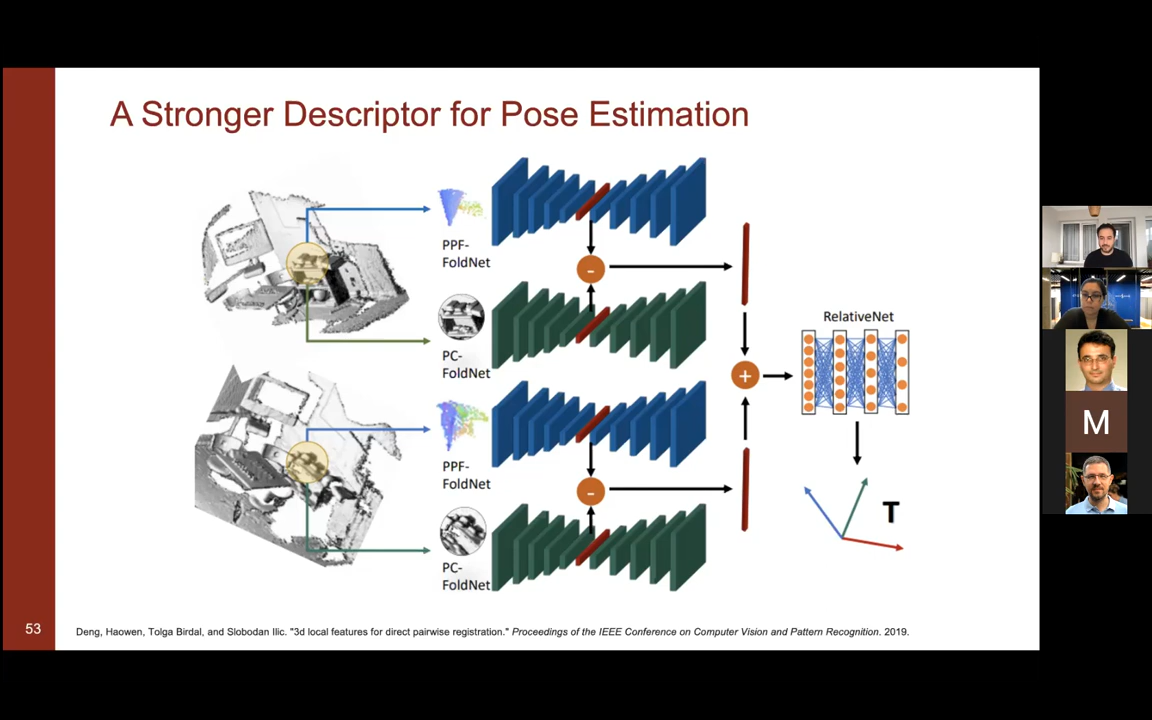 A Stronger Descriptor for Pose Estimation
PPF-
FoldNet
-
PC-
FoldNet
RelativeNet
+
PPF-
FoldNet
M
-
T
PC-
FoldNet
53
Deng, Haowen, Tolga Birdal, and Slobodan Ilic. "3d local features for direct pairwise registration." Proceedings of the IEEE Conference on Computer Vision and Pattern Recognition. 2019.